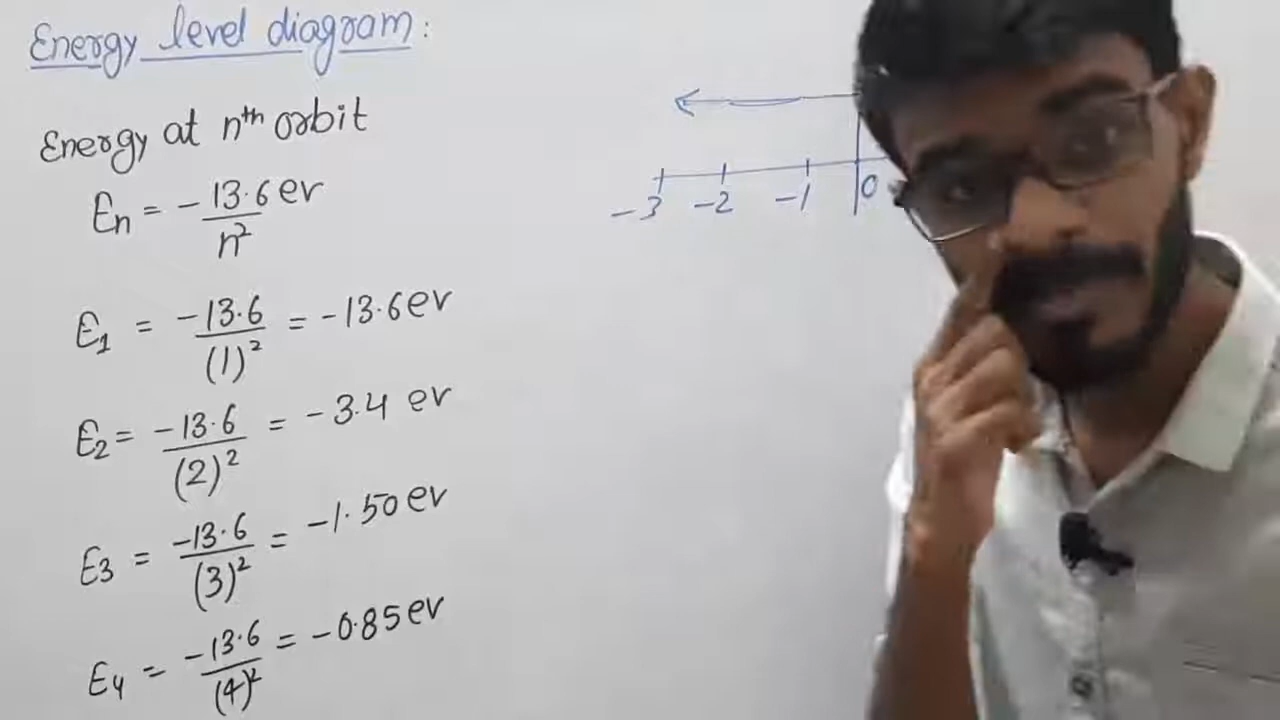 Energy level diagram:
Energy at nth orbit
En = -13.6 ev / n²
E1 = -13.6 / (1)² = -13.6 ev
E2 = -13.6 / (2)² = -3.4 ev
E3 = -13.6 / (3)² = -1.50 ev
E4 = -13.6 / (4)² = -0.85 ev
-3 -2 -1 0